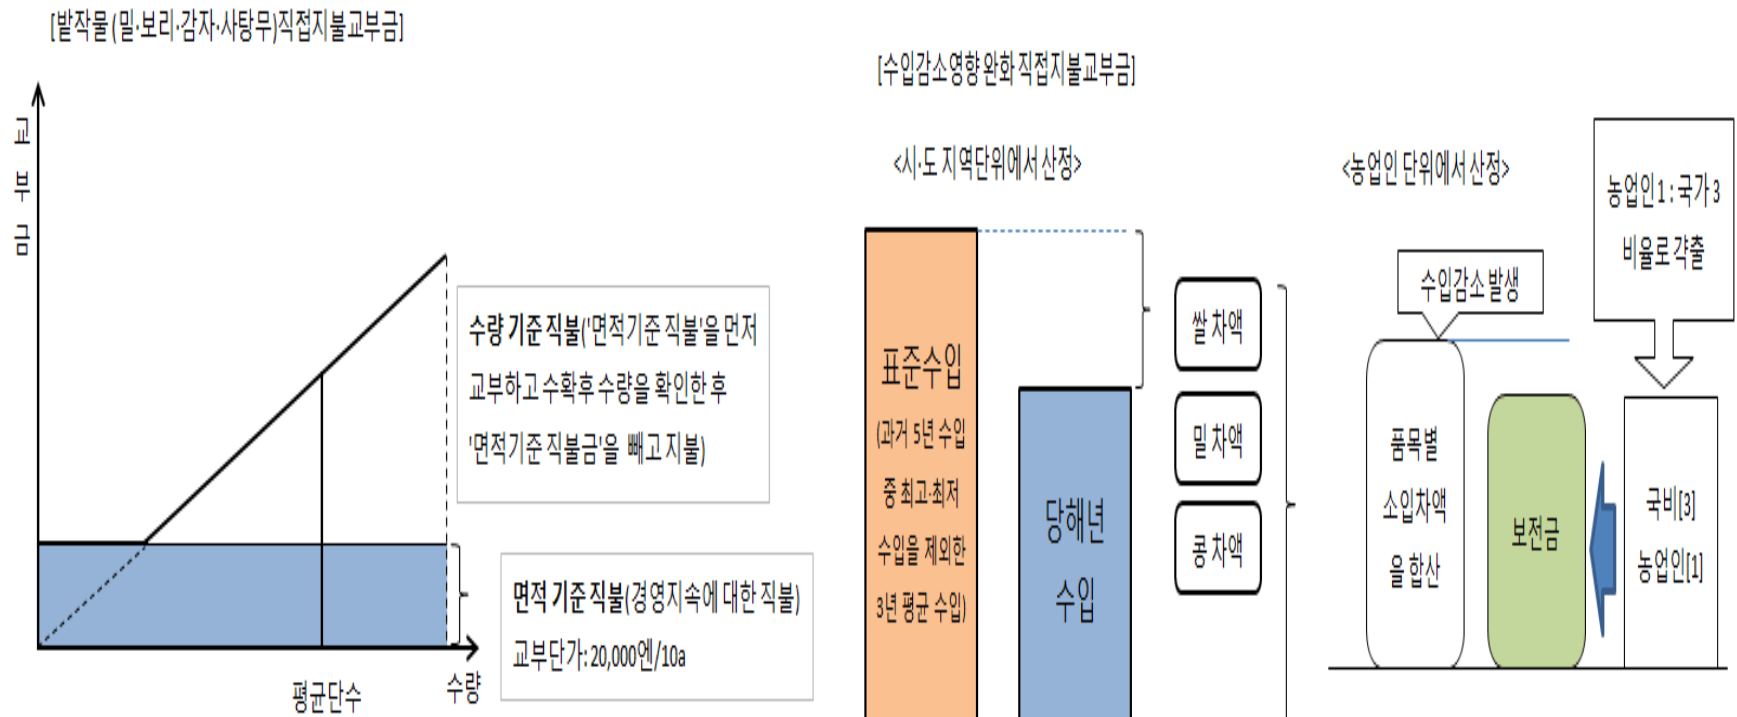 [밭작물(밀·보리·감자·사탕무)직접지불교부금]
교
부
금
수량 기준 직불('면적기준 직불'을 먼저
교부하고 수확후 수량을 확인한 후
'면적기준 직불금'을 빼고 지불)
면적 기준 직불(경영지속에 대한 직불)
교부단가: 20,000엔/10a
평균단수
수량
[수입감소영향 완화 직접지불교부금]
<시·도 지역단위에서 산정>
표준수입
(과거 5년 수입
중 최고·최저
수입을 제외한
3년 평균 수입)
당해년
수입
쌀 차액
밀 차액
콩 차액
<농업인 단위에서 산정>
수입감소 발생
농업인 1 : 국가 3
비율로 갹출
품목별
소입차액
을 합산
보전금
국비[3]
농업인[1]